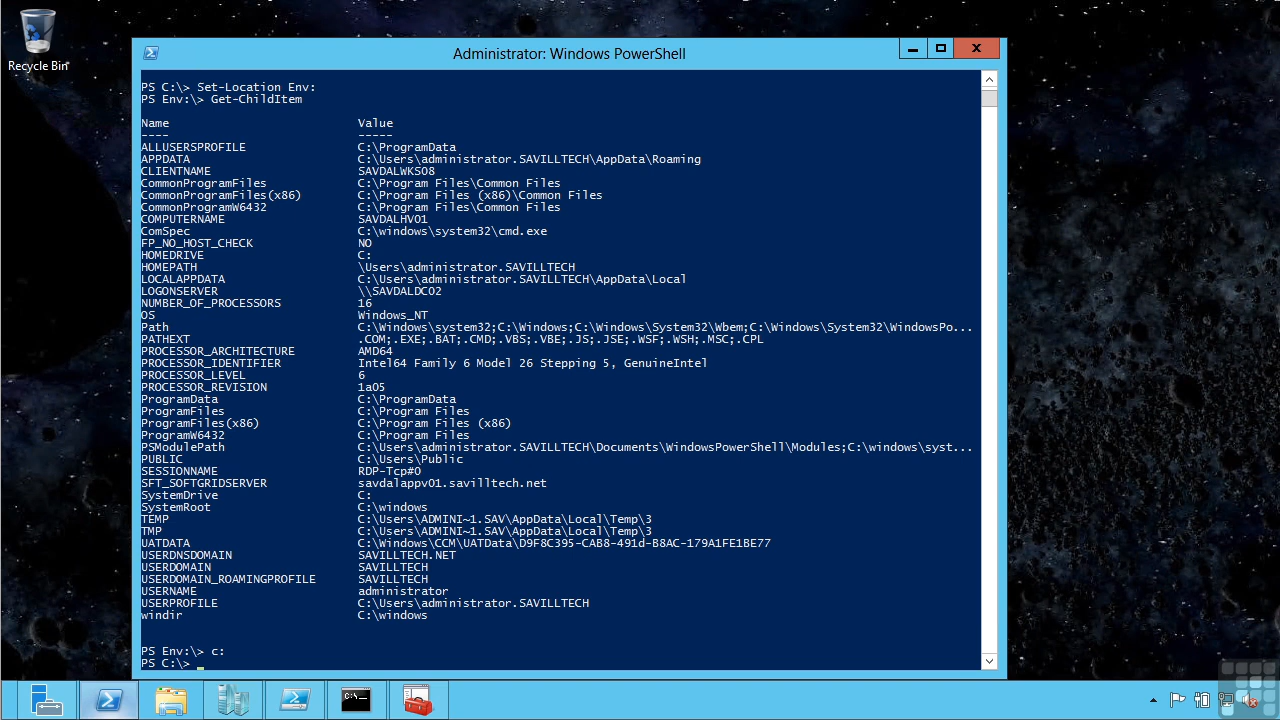 Recycle Bin
Administrator: Windows PowerShell
PS C:\> Set-Location Env:
PS Env:\> Get-ChildItem
Name Value
---- -----
ALLUSERSPROFILE C:\ProgramData
APPDATA C:\Users\administrator.SAVILLTECH\AppData\Roaming
CLIENTNAME SAVDALWKS08
CommonProgramFiles C:\Program Files\Common Files
CommonProgramFiles(x86) C:\Program Files (x86)\Common Files
CommonProgramW6432 C:\Program Files\Common Files
COMPUTERNAME SAVDALHV01
ComSpec C:\windows\system32\cmd.exe
FP_NO_HOST_CHECK NO
HOMEDRIVE C:
HOMEPATH \Users\administrator.SAVILLTECH
LOCALAPPDATA C:\Users\administrator.SAVILLTECH\AppData\Local
LOGONSERVER \\SAVDALDC02
NUMBER_OF_PROCESSORS 16
OS Windows_NT
Path C:\Windows\system32;C:\Windows;C:\Windows\System32\Wbem;C:\Windows\System32\WindowsPo...
PATHEXT .COM;.EXE;.BAT;.CMD;.VBS;.VBE;.JS;.JSE;.WSF;.WSH;.MSC;.CPL
PROCESSOR_ARCHITECTURE AMD64
PROCESSOR_IDENTIFIER Intel64 Family 6 Model 26 Stepping 5, GenuineIntel
PROCESSOR_LEVEL 6
PROCESSOR_REVISION 1a05
ProgramData C:\ProgramData
ProgramFiles C:\Program Files
ProgramFiles(x86) C:\Program Files (x86)
ProgramW6432 C:\Program Files
PSModulePath C:\Users\administrator.SAVILLTECH\Documents\WindowsPowerShell\Modules;C:\windows\syst...
PUBLIC C:\Users\Public
SESSIONNAME RDP-Tcp#0
SFT_SOFTGRIDSERVER savdalappv01.savilltech.net
SystemDrive C:
SystemRoot C:\windows
TEMP C:\Users\ADMINI~1.SAV\AppData\Local\Temp\3
TMP C:\Users\ADMINI~1.SAV\AppData\Local\Temp\3
UATDATA C:\Windows\CCM\UATData\D9F8C395-CAB8-491d-B8AC-179A1FE1BE77
USERDNSDOMAIN SAVILLTECH.NET
USERDOMAIN SAVILLTECH
USERDOMAIN_ROAMINGPROFILE SAVILLTECH
USERNAME administrator
USERPROFILE C:\Users\administrator.SAVILLTECH
windir C:\windows
PS Env:\> c:
PS C:\>